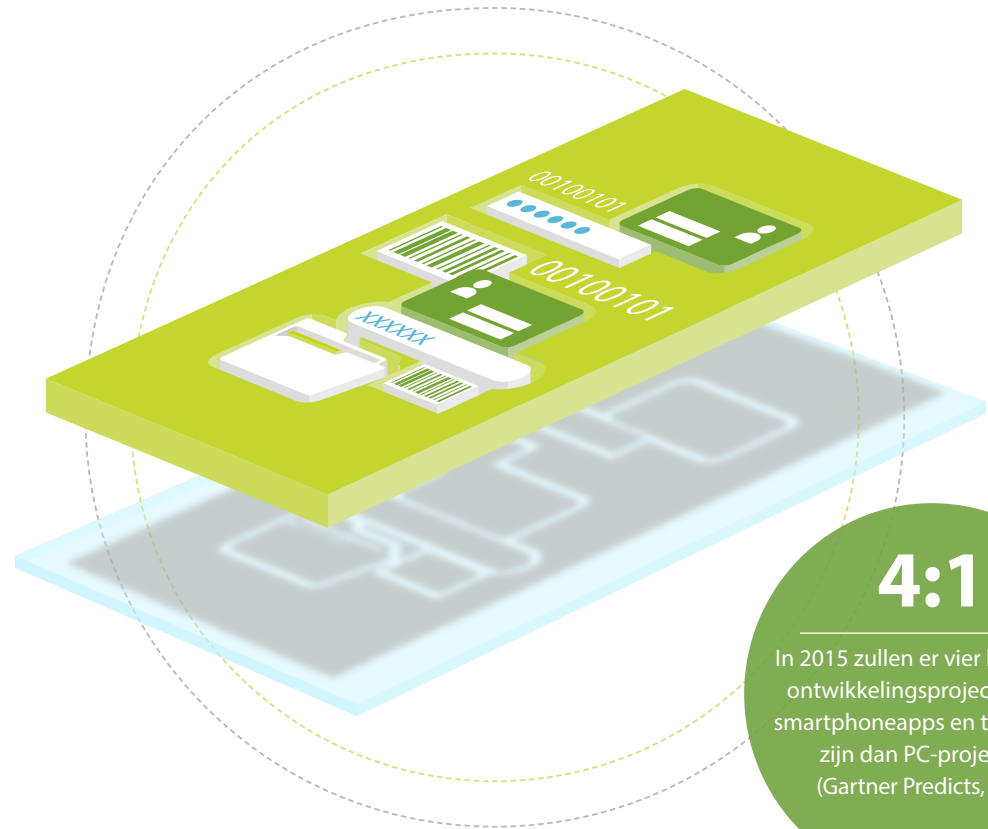 00100101
00100101
XXXXXX
4:1
In 2015 zullen er vier
ontwikkelingsprojec
smartphoneapps en t
zijn dan PC-proje
(Gartner Predicts,